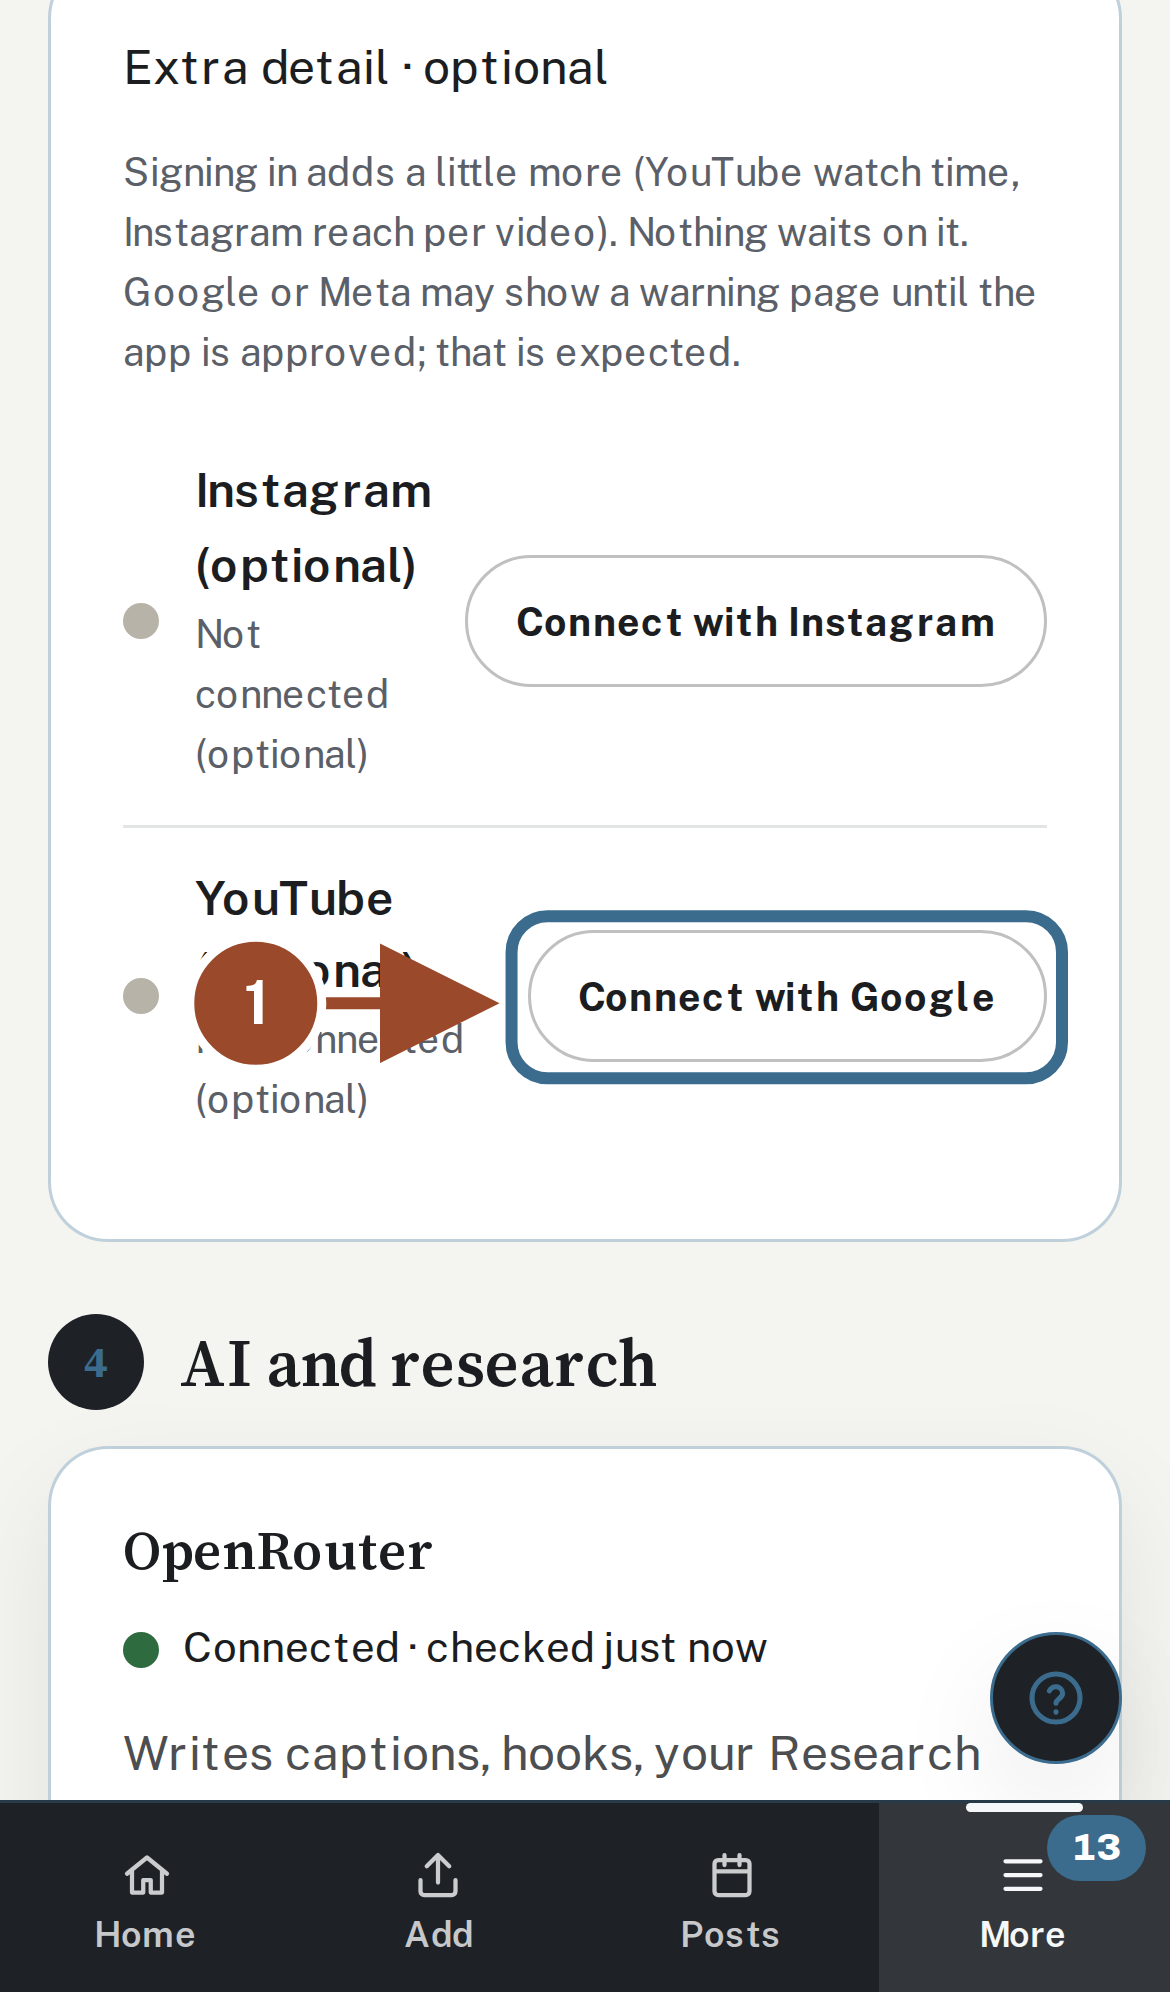 Extra detail · optional
Signing in adds a little more (YouTube watch time,
Instagram reach per video). Nothing waits on it.
Google or Meta may show a warning page until the
app is approved; that is expected.
Instagram
(optional)
Not
connected
(optional)
Connect with Instagram
YouTube
1
(optional)
Connect with Google
4
AI and research
OpenRouter
Connected · checked just now
Writes captions, hooks, your Research
13
Home
Add
Posts
More